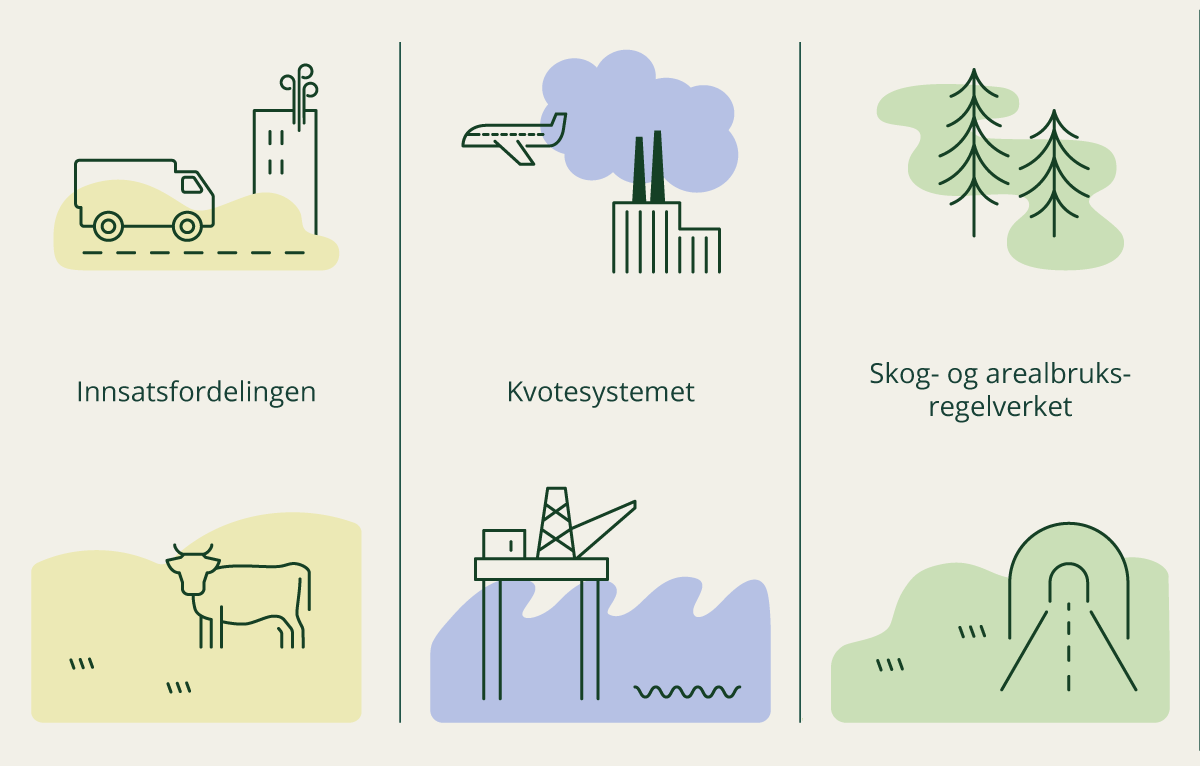 Innsatsfordelingen
Kvotesystemet
Skog- og arealbruks-
regelverket